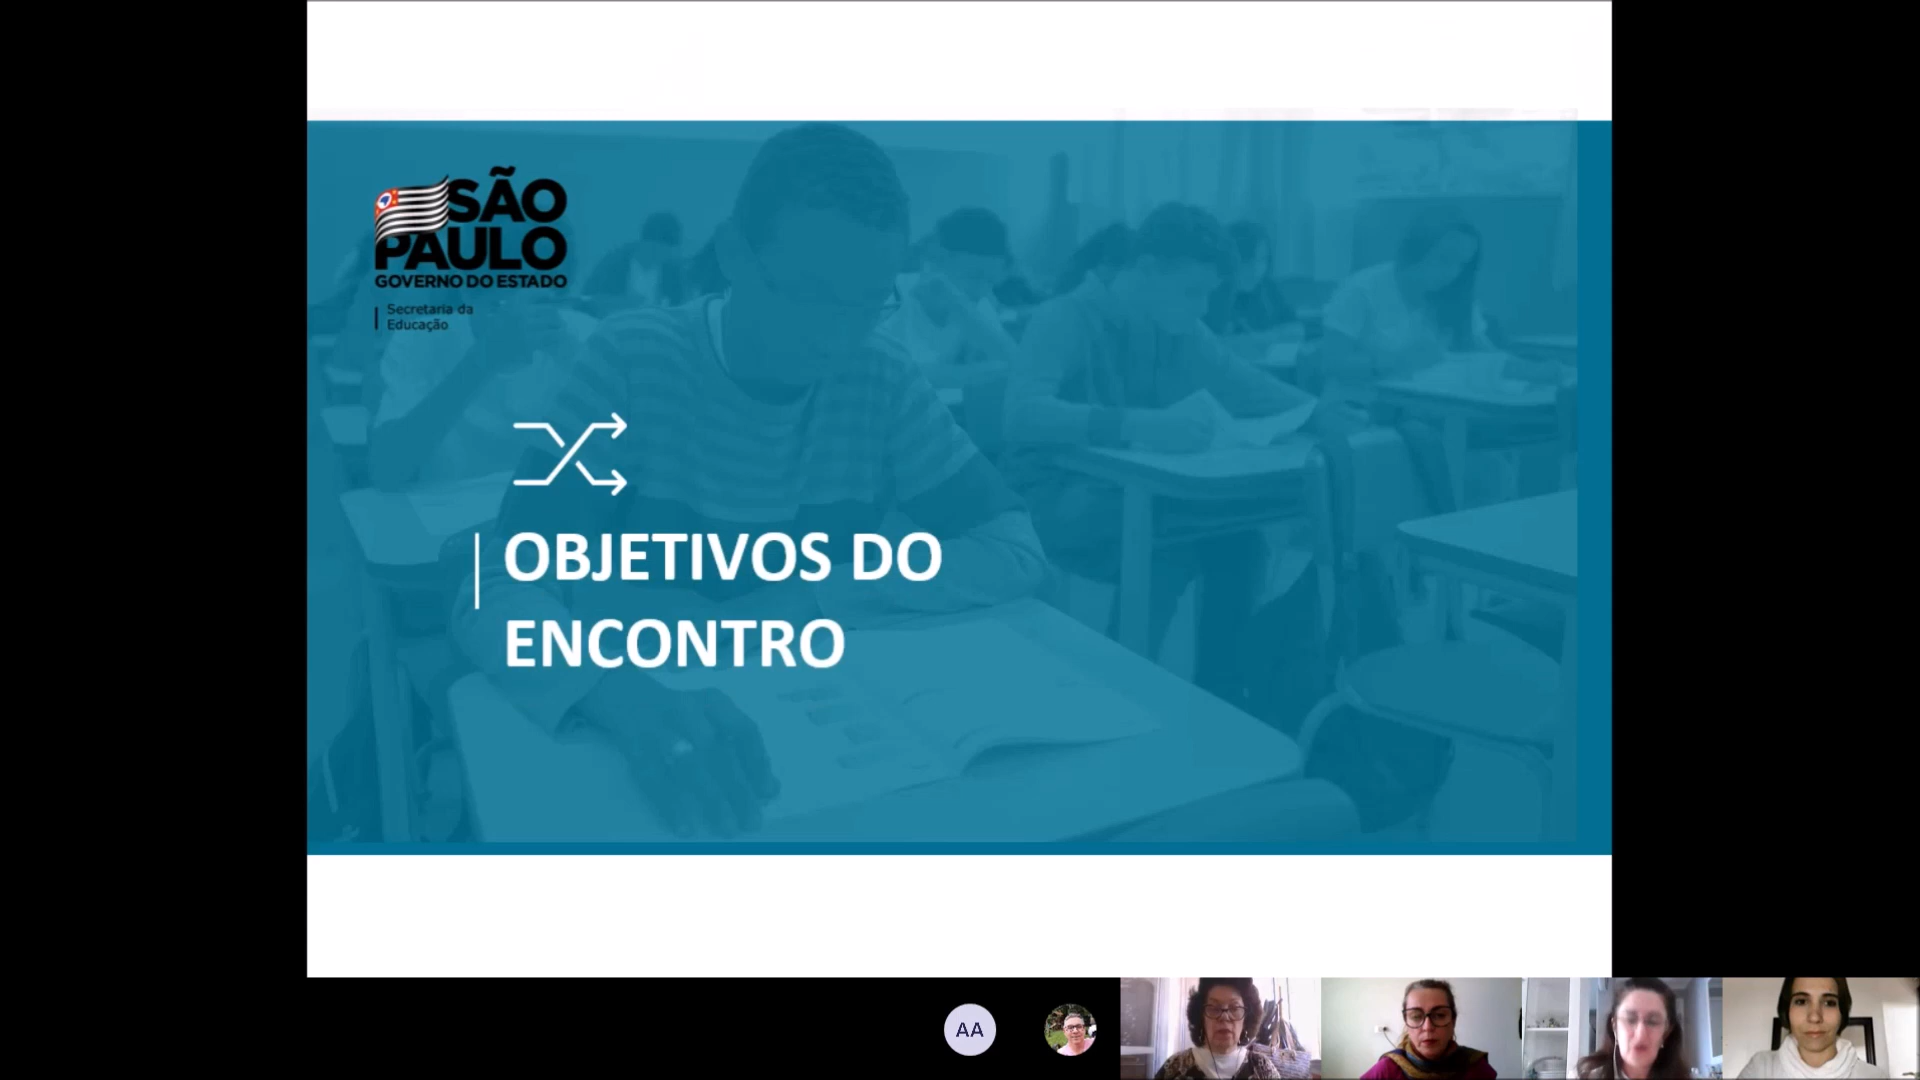 SÃO
PAULO
GOVERNO DO ESTADO
Secretaria da
Educação
OBJETIVOS DO
ENCONTRO
AA